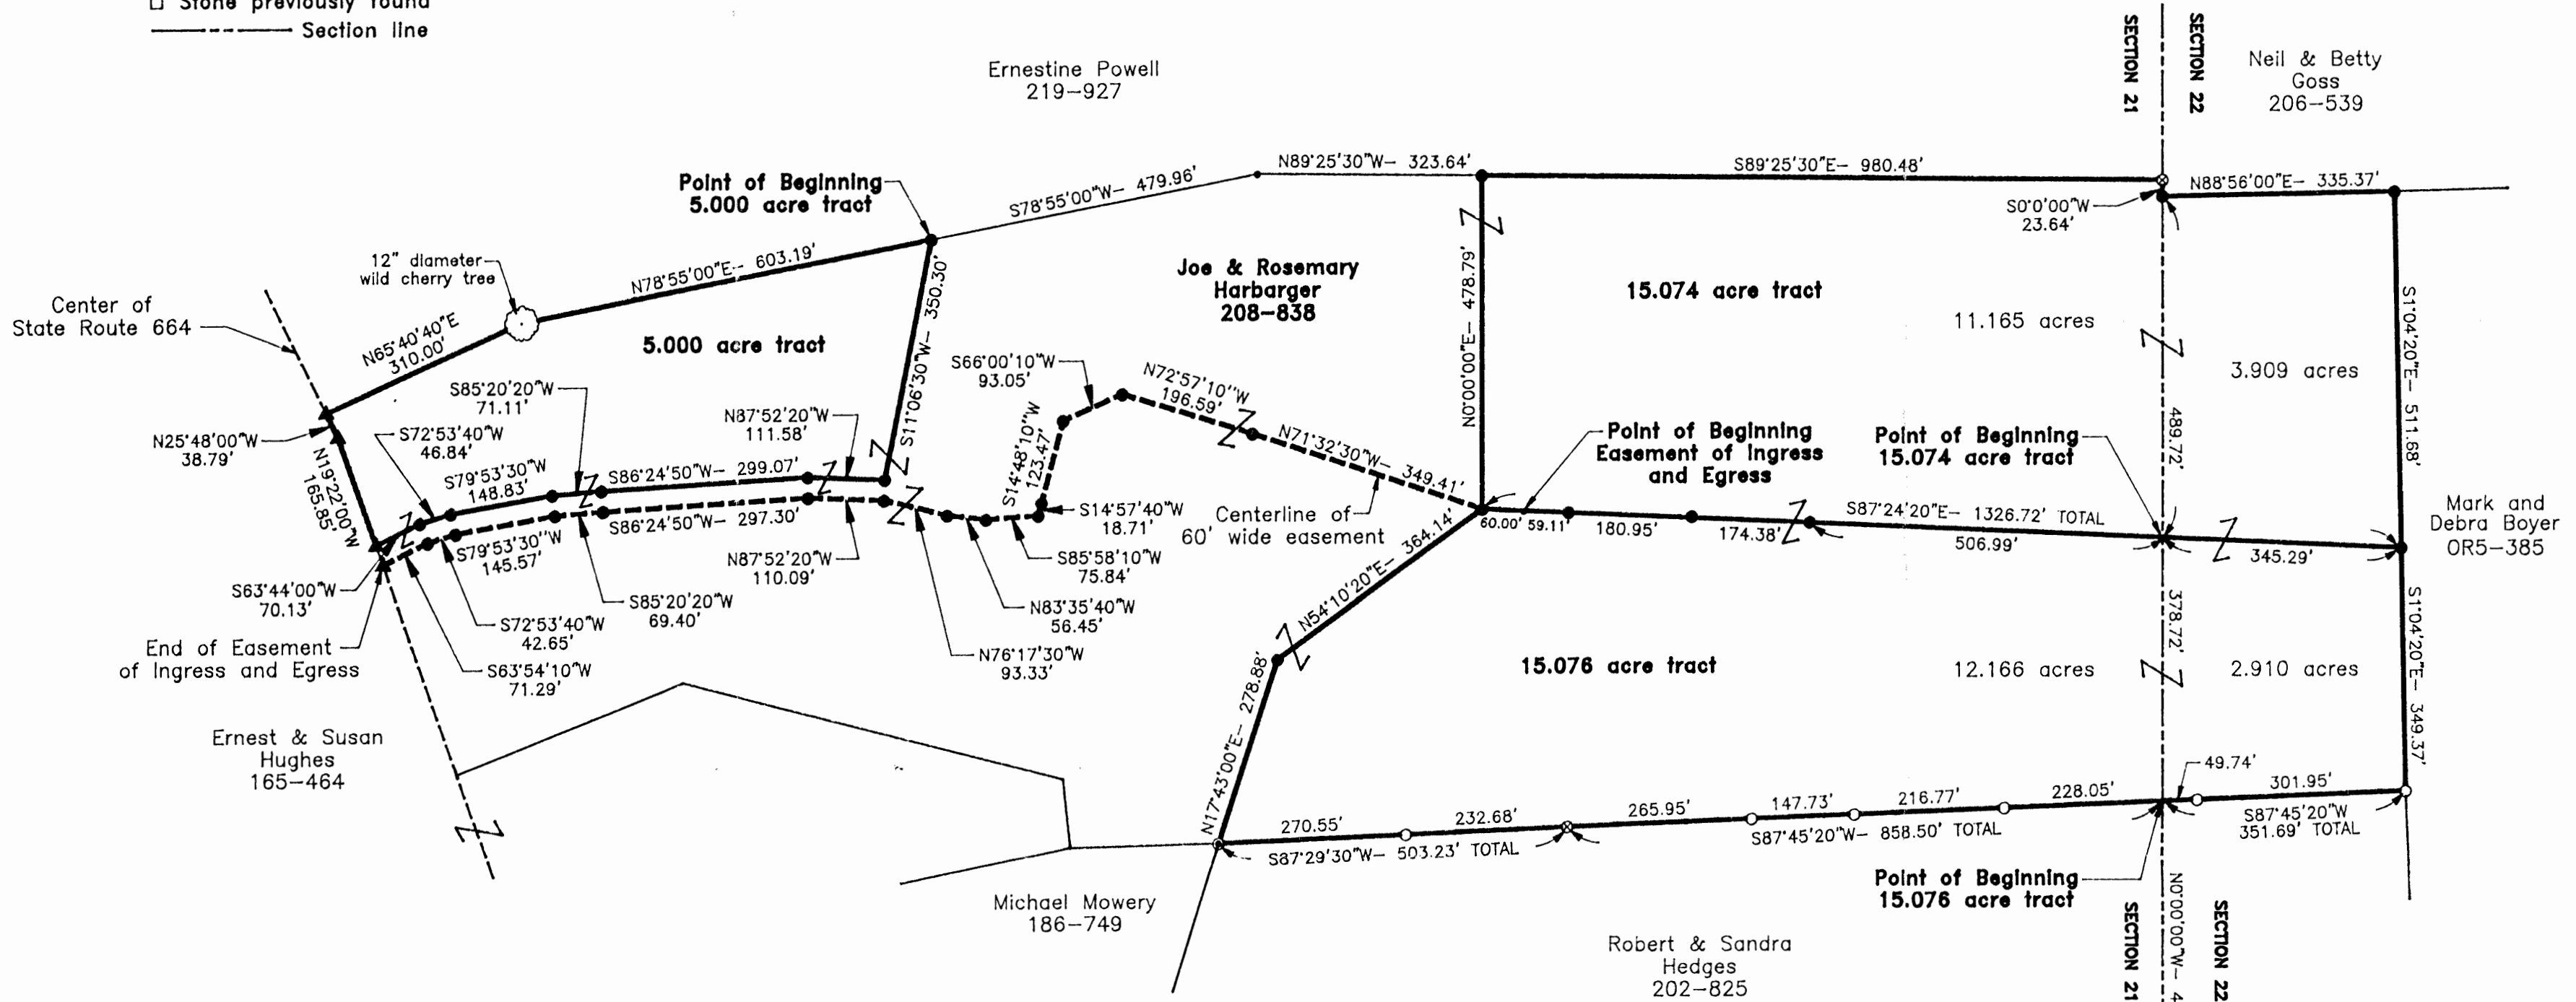 □ Stone previously found
Section line
Ernestine Powell
219-927
SECTION 21
SECTION 22
Neil & Betty
Goss
206-539
Point of Beginning
5.000 acre tract
S78°55'00"W- 479.96'
N89°25'30"W- 323.64'
S89°25'30"E- 980.48'
N88°56'00"E- 335.37'
S0°0'00"W
23.64'
12" diameter
wild cherry tree
N78°55'00"E- 603.19'
Center of
State Route 664
N65°40'40"E
310.00'
5.000 acre tract
S11°06'30"W- 350.30'
Joe & Rosemary
Harbarger
208-838
N0°00'00"E- 478.79'
15.074 acre tract
11.165 acres
3.909 acres
489.72'
S1°04'20"E- 511.68'
N25°48'00"W
38.79'
N19°22'00"W
165.85'
S72°53'40"W
46.84'
S85°20'20"W
71.11'
S79°53'30"W
148.83'
S86°24'50"W- 299.07'
N87°52'20"W
111.58'
S66°00'10"W
93.05'
N72°57'10"W
196.59'
S14°48'10"W
123.47'
N71°32'30"W- 349.41'
Point of Beginning
Easement of Ingress
and Egress
Point of Beginning
15.074 acre tract
Centerline of
60' wide easement
60.00'
59.11'
180.95'
174.38'
S87°24'20"E- 1326.72' TOTAL
506.99'
345.29'
Mark and
Debra Boyer
OR5-385
S14°57'40"W
18.71'
S85°58'10"W
75.84'
N83°35'40"W
56.45'
N76°17'30"W
93.33'
N87°52'20"W
110.09'
S86°24'50"W- 297.30'
S85°20'20"W
69.40'
S79°53'30"W
145.57'
S72°53'40"W
42.65'
S63°54'10"W
71.29'
S63°44'00"W
70.13'
End of Easement
of Ingress and Egress
Ernest & Susan
Hughes
165-464
N54°10'20"E- 364.14'
N17°43'00"E- 278.88'
15.076 acre tract
12.166 acres
2.910 acres
378.72'
S1°04'20"E- 349.37'
270.55'
232.68'
265.95'
147.73'
216.77'
228.05'
49.74'
301.95'
S87°29'30"W- 503.23' TOTAL
S87°45'20"W- 858.50' TOTAL
S87°45'20"W
351.69' TOTAL
Point of Beginning
15.076 acre tract
Michael Mowery
186-749
Robert & Sandra
Hedges
202-825
SECTION 21
N0°00'00"W- 4
SECTION 22